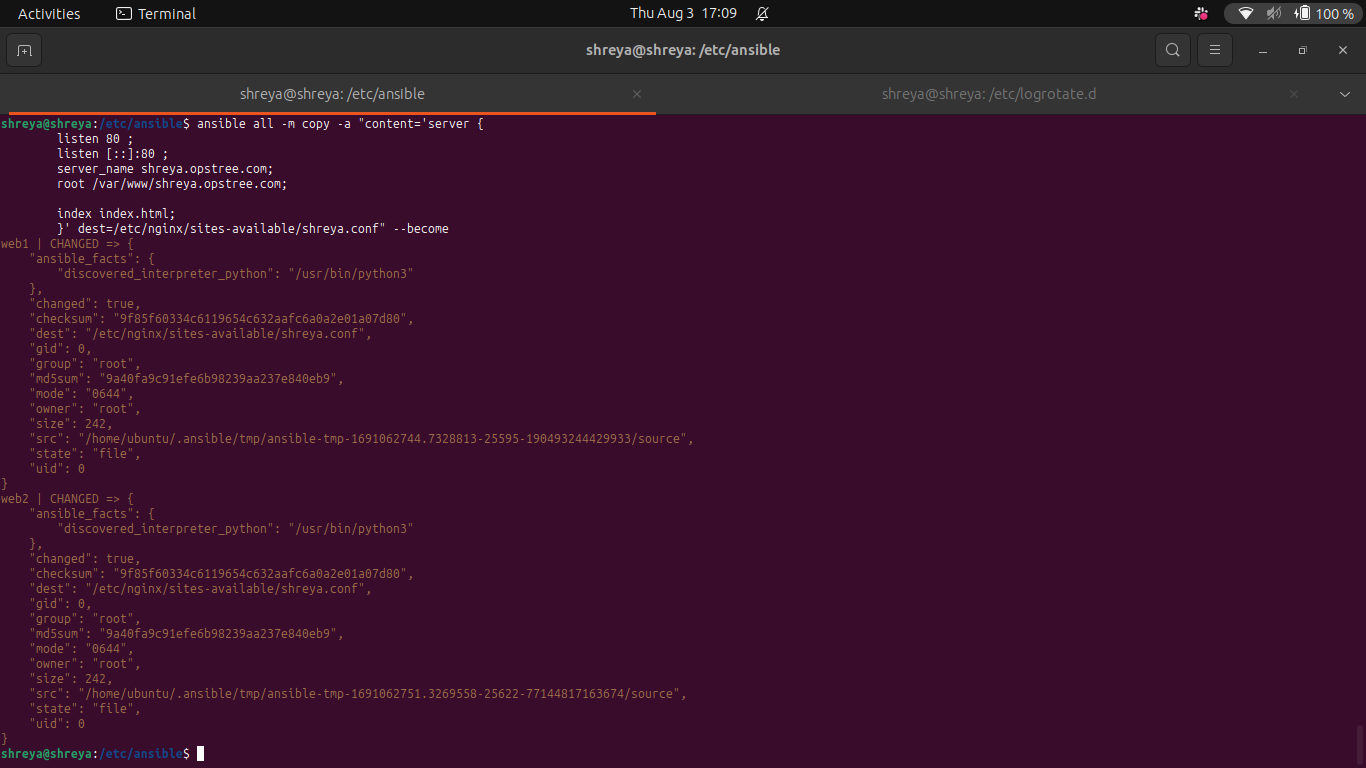 Activities Terminal Thu Aug 3 17:09 100 %
shreya@shreya: /etc/ansible
shreya@shreya: /etc/ansible shreya@shreya: /etc/logrotate.d
shreya@shreya:/etc/ansible$ ansible all -m copy -a "content='server {
        listen 80 ;
        listen [::]:80 ;
        server_name shreya.opstree.com;
        root /var/www/shreya.opstree.com;

        index index.html;
        }' dest=/etc/nginx/sites-available/shreya.conf" --become
web1 | CHANGED => {
    "ansible_facts": {
        "discovered_interpreter_python": "/usr/bin/python3"
    },
    "changed": true,
    "checksum": "9f85f60334c6119654c632aafc6a0a2e01a07d80",
    "dest": "/etc/nginx/sites-available/shreya.conf",
    "gid": 0,
    "group": "root",
    "md5sum": "9a40fa9c91efe6b98239aa237e840eb9",
    "mode": "0644",
    "owner": "root",
    "size": 242,
    "src": "/home/ubuntu/.ansible/tmp/ansible-tmp-1691062744.7328813-25595-190493244429933/source",
    "state": "file",
    "uid": 0
}
web2 | CHANGED => {
    "ansible_facts": {
        "discovered_interpreter_python": "/usr/bin/python3"
    },
    "changed": true,
    "checksum": "9f85f60334c6119654c632aafc6a0a2e01a07d80",
    "dest": "/etc/nginx/sites-available/shreya.conf",
    "gid": 0,
    "group": "root",
    "md5sum": "9a40fa9c91efe6b98239aa237e840eb9",
    "mode": "0644",
    "owner": "root",
    "size": 242,
    "src": "/home/ubuntu/.ansible/tmp/ansible-tmp-1691062751.3269558-25622-77144817163674/source",
    "state": "file",
    "uid": 0
}
shreya@shreya:/etc/ansible$